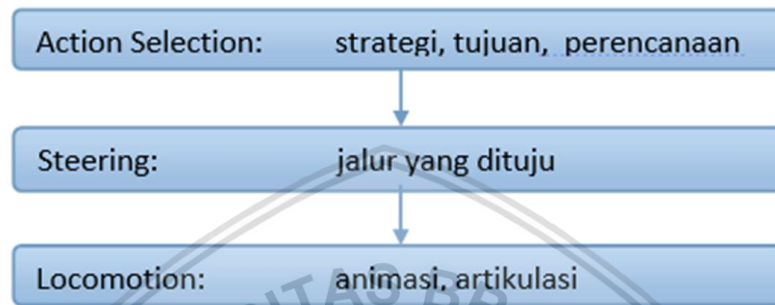 Action Selection: strategi, tujuan, perencanaan
Steering: jalur yang dituju
Locomotion: animasi, artikulasi